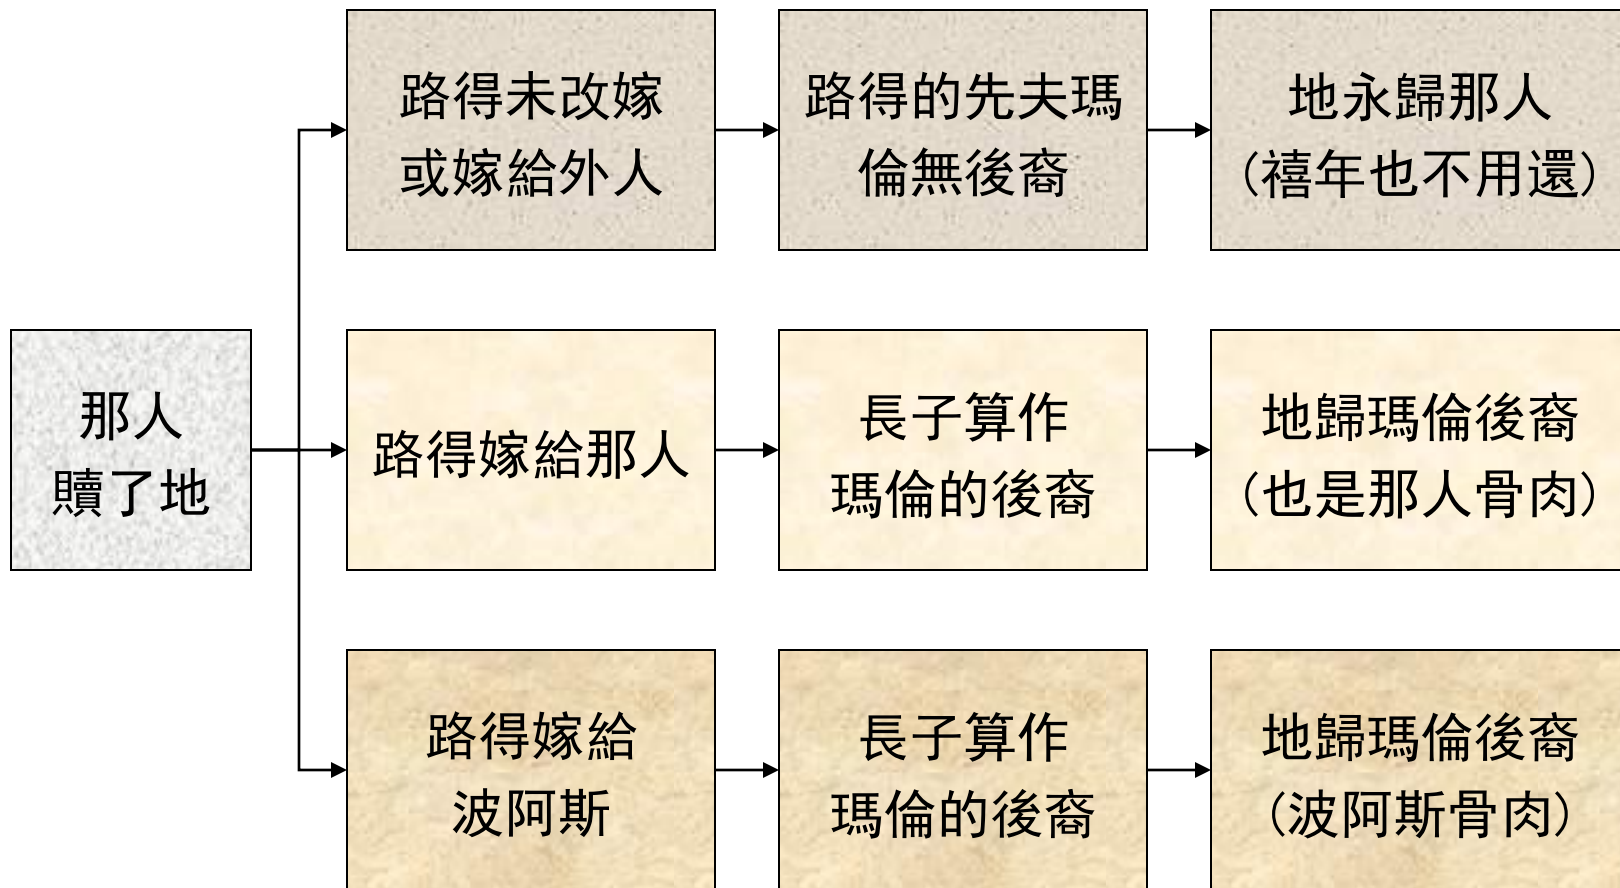 那人
贖了地
路得未改嫁
或嫁給外人
路得的先夫瑪
倫無後裔
地永歸那人
（禧年也不用還）
路得嫁給那人
長子算作
瑪倫的後裔
地歸瑪倫後裔
（也是那人骨肉）
路得嫁給
波阿斯
長子算作
瑪倫的後裔
地歸瑪倫後裔
（波阿斯骨肉）